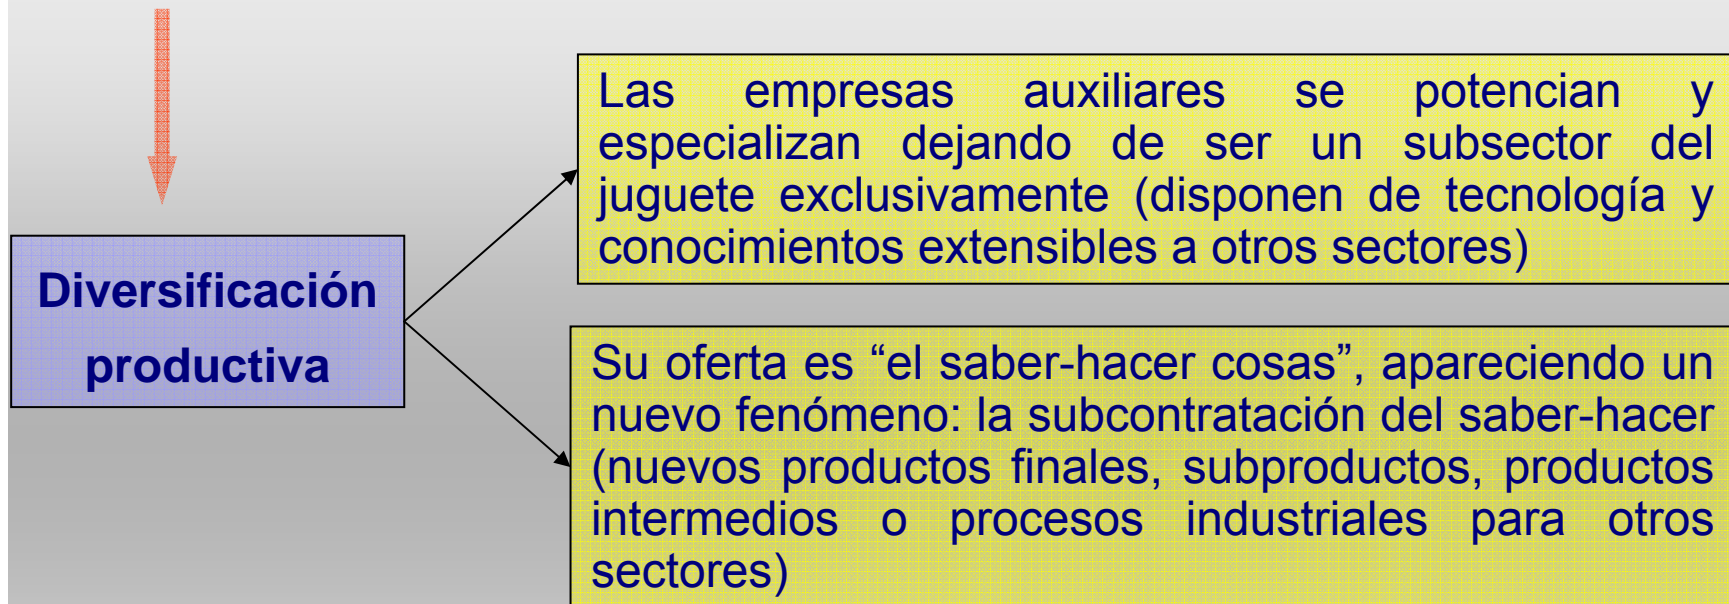 Las empresas auxiliares se potencian y
especializan dejando de ser un subsector del
juguete exclusivamente (disponen de tecnología y
conocimientos extensibles a otros sectores)
Diversificación
productiva
Su oferta es “el saber-hacer cosas”, apareciendo un
nuevo fenómeno: la subcontratación del saber-hacer
(nuevos productos finales, subproductos, productos
intermedios o procesos industriales para otros
sectores)